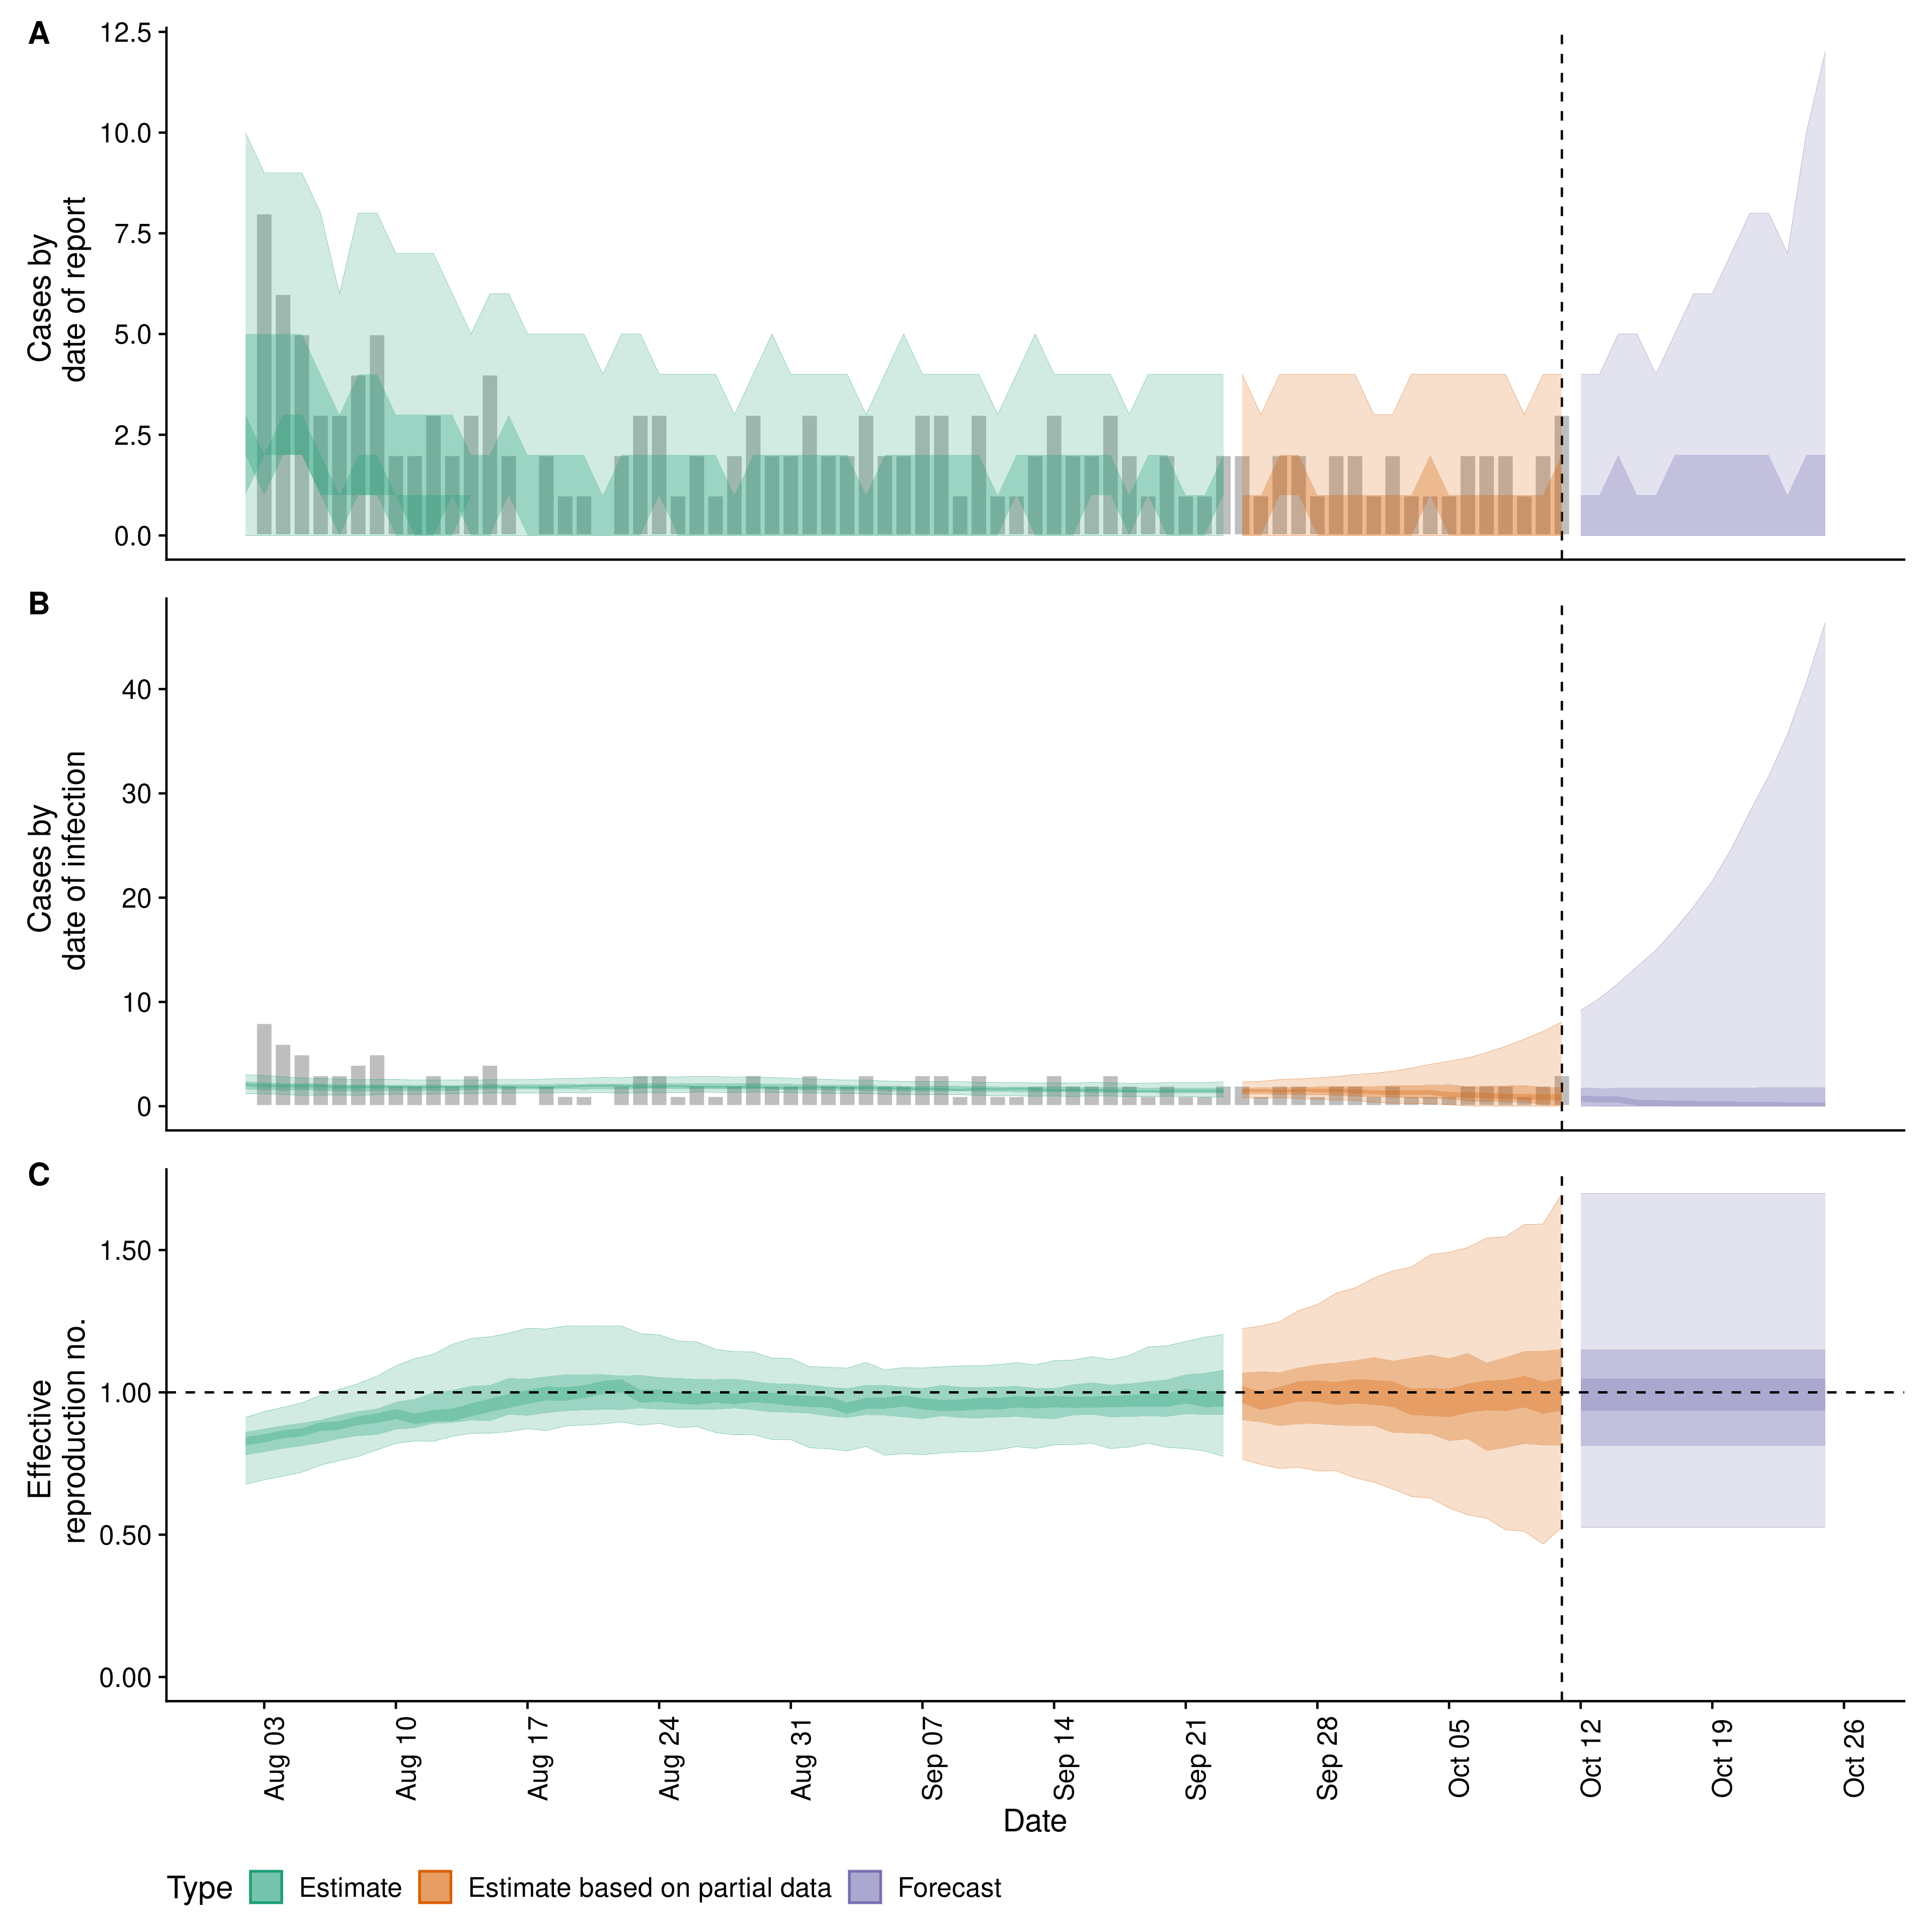 A
12.5
10.0
7.5
5.0
2.5
0.0
Cases by
date of report
B
40
30
20
10
0
Cases by
date of infection
C
1.50
1.00
0.50
0.00
Effective
reproduction no.
Aug 03
Aug 10
Aug 17
Aug 24
Aug 31
Sep 07
Sep 14
Sep 21
Sep 28
Oct 05
Oct 12
Oct 19
Oct 26
Date
Type Estimate Estimate based on partial data Forecast